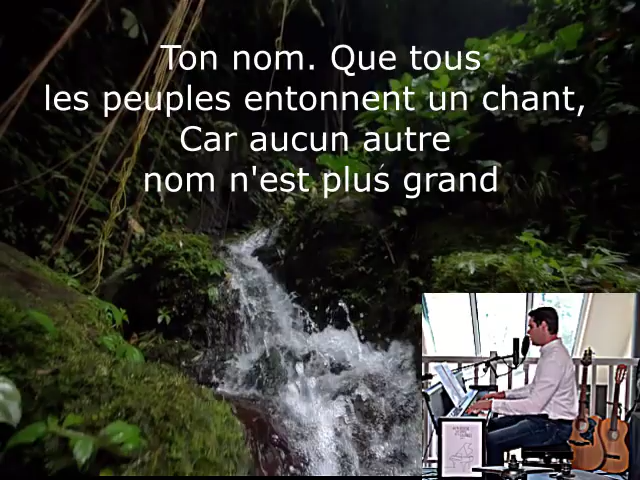 Ton nom. Que tous
les peuples entonnent un chant,
Car aucun autre
nom n'est plus grand